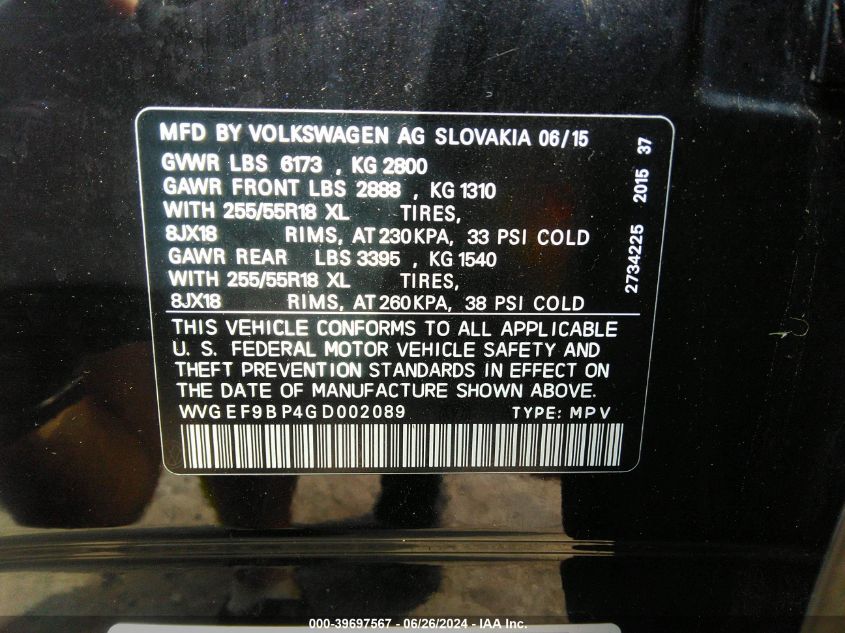 MFD BY VOLKSWAGEN AG SLOVAKIA 06/15
GVWR LBS 6173 , KG 2800
GAWR FRONT LBS 2888 , KG 1310
WITH 255/55R18 XL TIRES,
8JX18 RIMS, AT 230KPA, 33 PSI COLD
GAWR REAR LBS 3395 , KG 1540
WITH 255/55R18 XL TIRES,
8JX18 RIMS, AT 260KPA, 38 PSI COLD
THIS VEHICLE CONFORMS TO ALL APPLICABLE
U. S. FEDERAL MOTOR VEHICLE SAFETY AND
THEFT PREVENTION STANDARDS IN EFFECT ON
THE DATE OF MANUFACTURE SHOWN ABOVE.
WVGEF9BP4GD002089 TYPE: MPV
2734225 2015 37
000-39697567 - 06/26/2024 - IAA Inc.